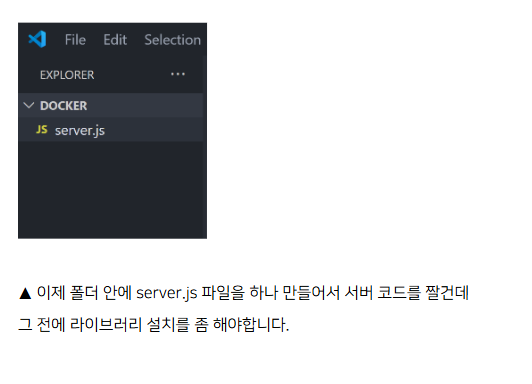 File Edit Selection
EXPLORER ···
DOCKER
JS server.js
▲ 이제 폴더 안에 server.js 파일을 하나 만들어서 서버 코드를 짤건데
그 전에 라이브러리 설치를 좀 해야합니다.